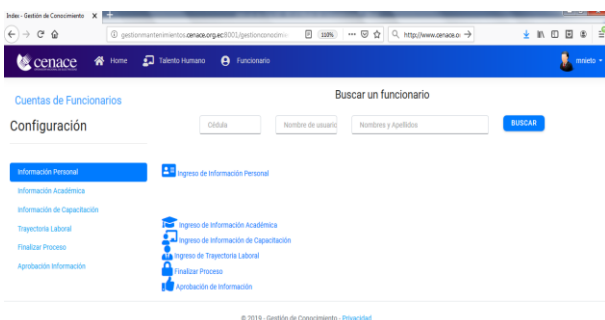 Index - Gestión de Conocimiento
gestionmantenimientos.cenace.org.ec:8001/gestionconocimie
110%
http://www.cenace.o
cenace Home Talento Humano Funcionario mnieto
Cuentas de Funcionarios
Configuración
Buscar un funcionario
Cédula Nombre de usuario Nombres y Apellidos BUSCAR
Información Personal
Información Académica
Información de Capacitación
Trayectoria Laboral
Finalizar Proceso
Aprobación Información
Ingreso de Información Personal
Ingreso de Información Académica
Ingreso de Información de Capacitación
Ingreso de Trayectoria Laboral
Finalizar Proceso
Aprobación de Información
© 2019 - Gestión de Conocimiento - Privacidad